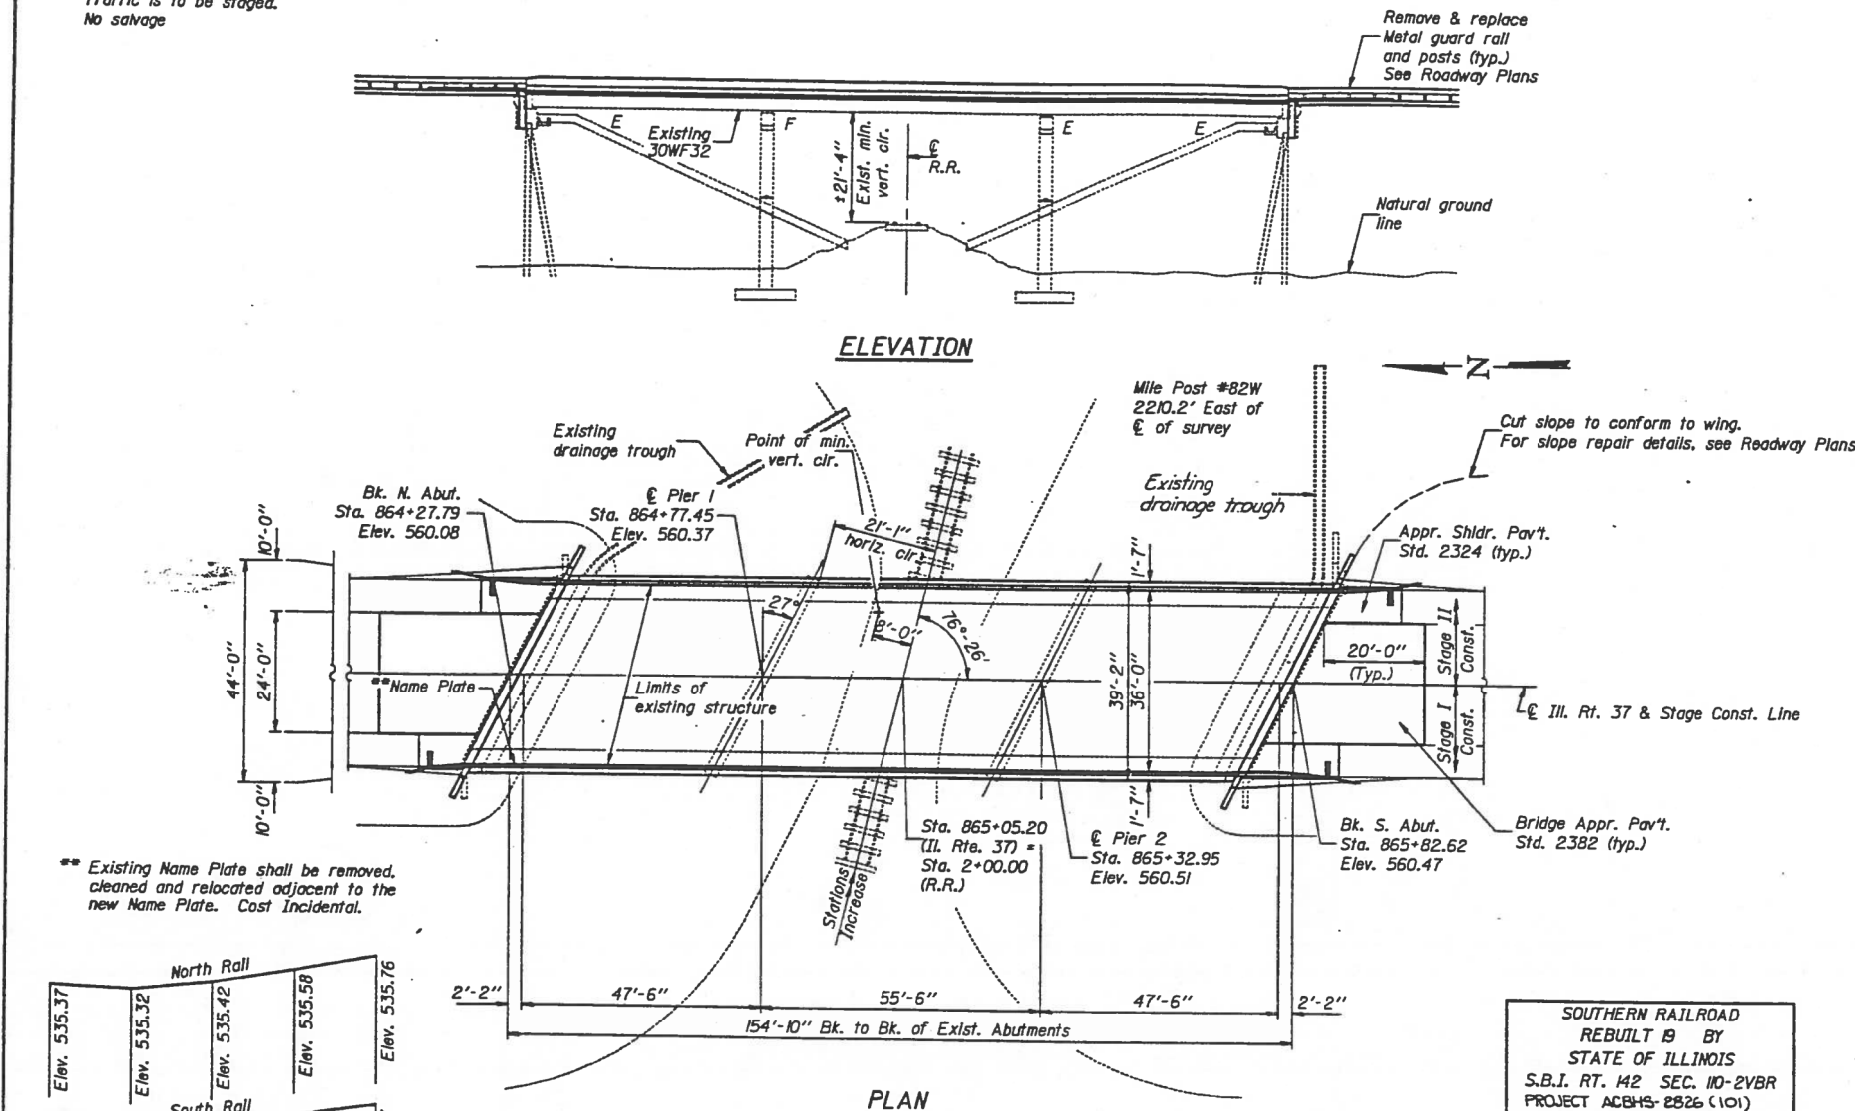 Traffic is to be staged.
No salvage
Remove & replace
Metal guard rail
and posts (typ.)
See Roadway Plans
E
Existing
30WF32
F
±21'-4"
Exist. min.
vert. clr.
℄
R.R.
E
E
Natural ground
line
ELEVATION
N
Mile Post #82W
2210.2' East of
℄ of survey
Cut slope to conform to wing.
For slope repair details, see Roadway Plans
Existing
drainage trough
Point of min.
vert. clr.
Existing
drainage trough
Bk. N. Abut.
Sta. 864+27.79
Elev. 560.08
℄ Pier 1
Sta. 864+77.45
Elev. 560.37
21'-1"
horiz. clr.
Appr. Shldr. Pav't.
Std. 2324 (typ.)
10'-0"
44'-0"
24'-0"
10'-0"
27°
8'-0"
76°-26'
1'-7"
39'-2"
36'-0"
1'-7"
20'-0"
(Typ.)
Stage II
Const.
Stage I
Const.
**Name Plate
Limits of
existing structure
℄ Ill. Rt. 37 & Stage Const. Line
Sta. 865+05.20
(Il. Rte. 37) =
Sta. 2+00.00
(R.R.)
Stations
Increase
℄ Pier 2
Sta. 865+32.95
Elev. 560.51
Bk. S. Abut.
Sta. 865+82.62
Elev. 560.47
Bridge Appr. Pav't.
Std. 2382 (typ.)
** Existing Name Plate shall be removed,
cleaned and relocated adjacent to the
new Name Plate. Cost Incidental.
North Rail
Elev. 535.37
Elev. 535.32
Elev. 535.42
Elev. 535.58
Elev. 535.76
South Rail
2'-2"
47'-6"
55'-6"
47'-6"
2'-2"
154'-10" Bk. to Bk. of Exist. Abutments
PLAN
SOUTHERN RAILROAD
REBUILT 19 BY
STATE OF ILLINOIS
S.B.I. RT. 142 SEC. 110-2VBR
PROJECT ACBHS-2826 (101)